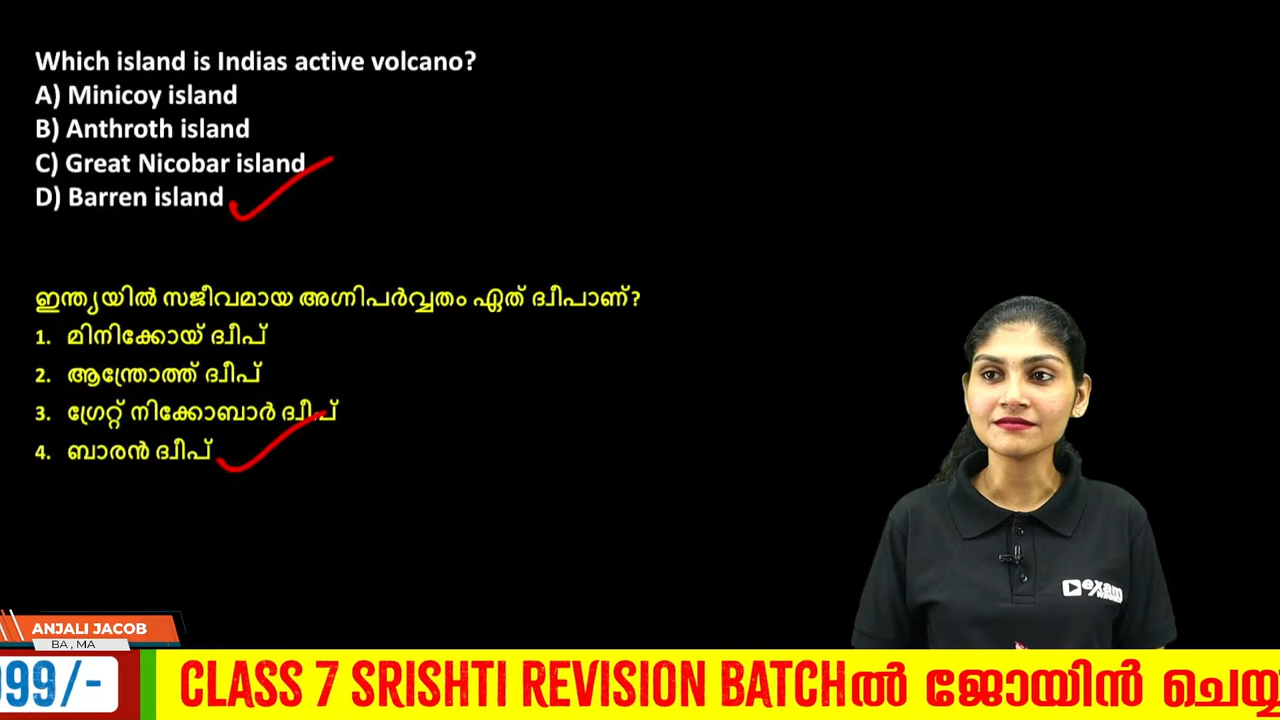 Which island is Indias active volcano?
A) Minicoy island
B) Anthroth island
C) Great Nicobar island
D) Barren island
ഇന്ത്യയിൽ സജീവമായ അഗ്നിപർവ്വതം ഏത് ദ്വീപാണ്?
1. മിനിക്കോയ് ദ്വീപ്
2. ആന്ത്രോത്ത് ദ്വീപ്
3. ഗ്രേറ്റ് നിക്കോബാർ ദ്വീപ്
4. ബാരൻ ദ്വീപ്
exam
ANJALI JACOB
BA , MA
999/-
CLASS 7 SRISHTI REVISION BATCHൽ ജോയിൻ